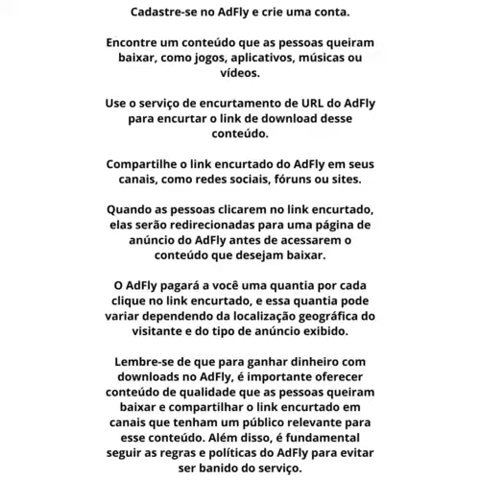 Cadastre-se no AdFly e crie uma conta.
Encontre um conteúdo que as pessoas queiram
baixar, como jogos, aplicativos, músicas ou
vídeos.
Use o serviço de encurtamento de URL do AdFly
para encurtar o link de download desse
conteúdo.
Compartilhe o link encurtado do AdFly em seus
canais, como redes sociais, fóruns ou sites.
Quando as pessoas clicarem no link encurtado,
elas serão redirecionadas para uma página de
anúncio do AdFly antes de acessarem o
conteúdo que desejam baixar.
O AdFly pagará a você uma quantia por cada
clique no link encurtado, e essa quantia pode
variar dependendo da localização geográfica do
visitante e do tipo de anúncio exibido.
Lembre-se de que para ganhar dinheiro com
downloads no AdFly, é importante oferecer
conteúdo de qualidade que as pessoas queiram
baixar e compartilhar o link encurtado em
canais que tenham um público relevante para
esse conteúdo. Além disso, é fundamental
seguir as regras e políticas do AdFly para evitar
ser banido do serviço.